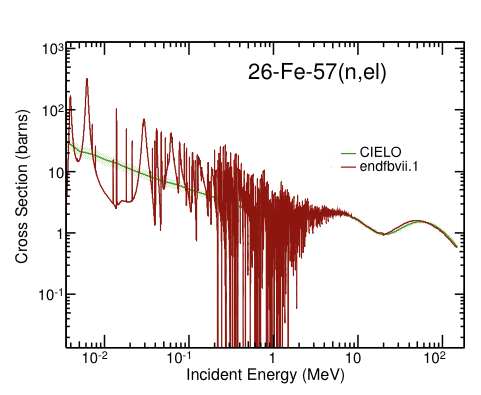 26-Fe-57(n,el)
CIELO
endfbvii.1
Cross Section (barns)
10³
10²
10
1
10⁻¹
10⁻² 10⁻¹ 1 10 10²
Incident Energy (MeV)